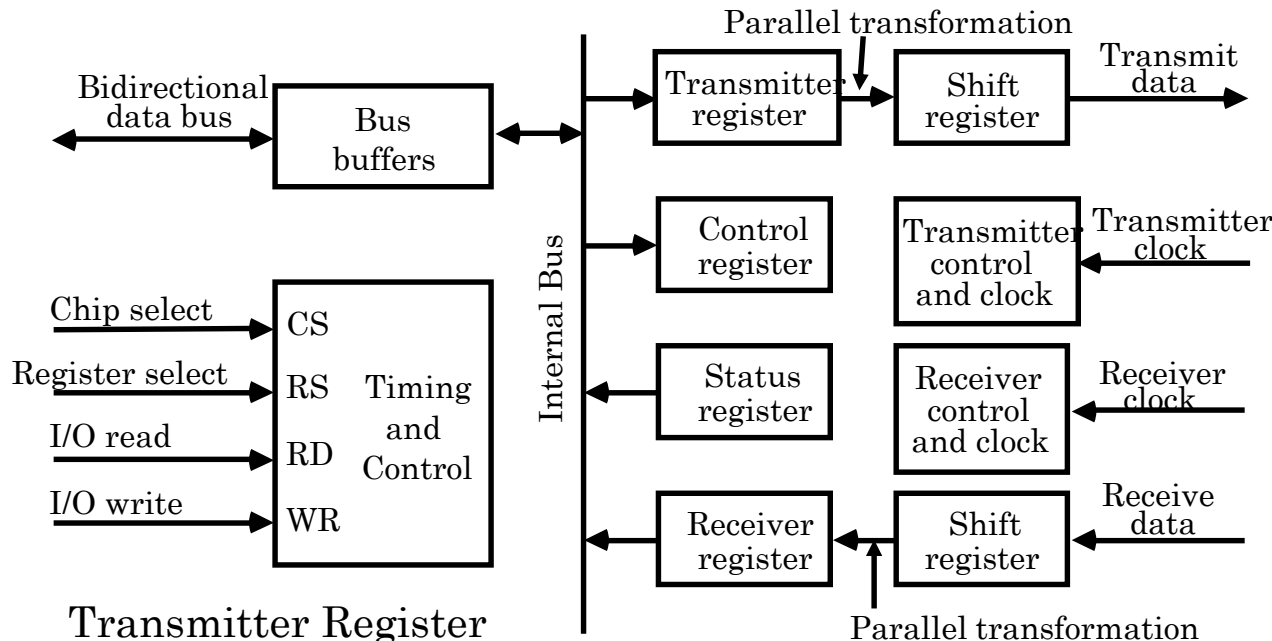 Parallel transformation
Bidirectional
data bus
Bus
buffers
Transmitter
register
Shift
register
Transmit
data
Internal Bus
Control
register
Transmitter
control
and clock
Transmitter
clock
Chip select
CS
Register select
RS
I/O read
RD
I/O write
WR
Timing
and
Control
Status
register
Receiver
control
and clock
Receiver
clock
Receiver
register
Shift
register
Receive
data
Transmitter Register
Parallel transformation